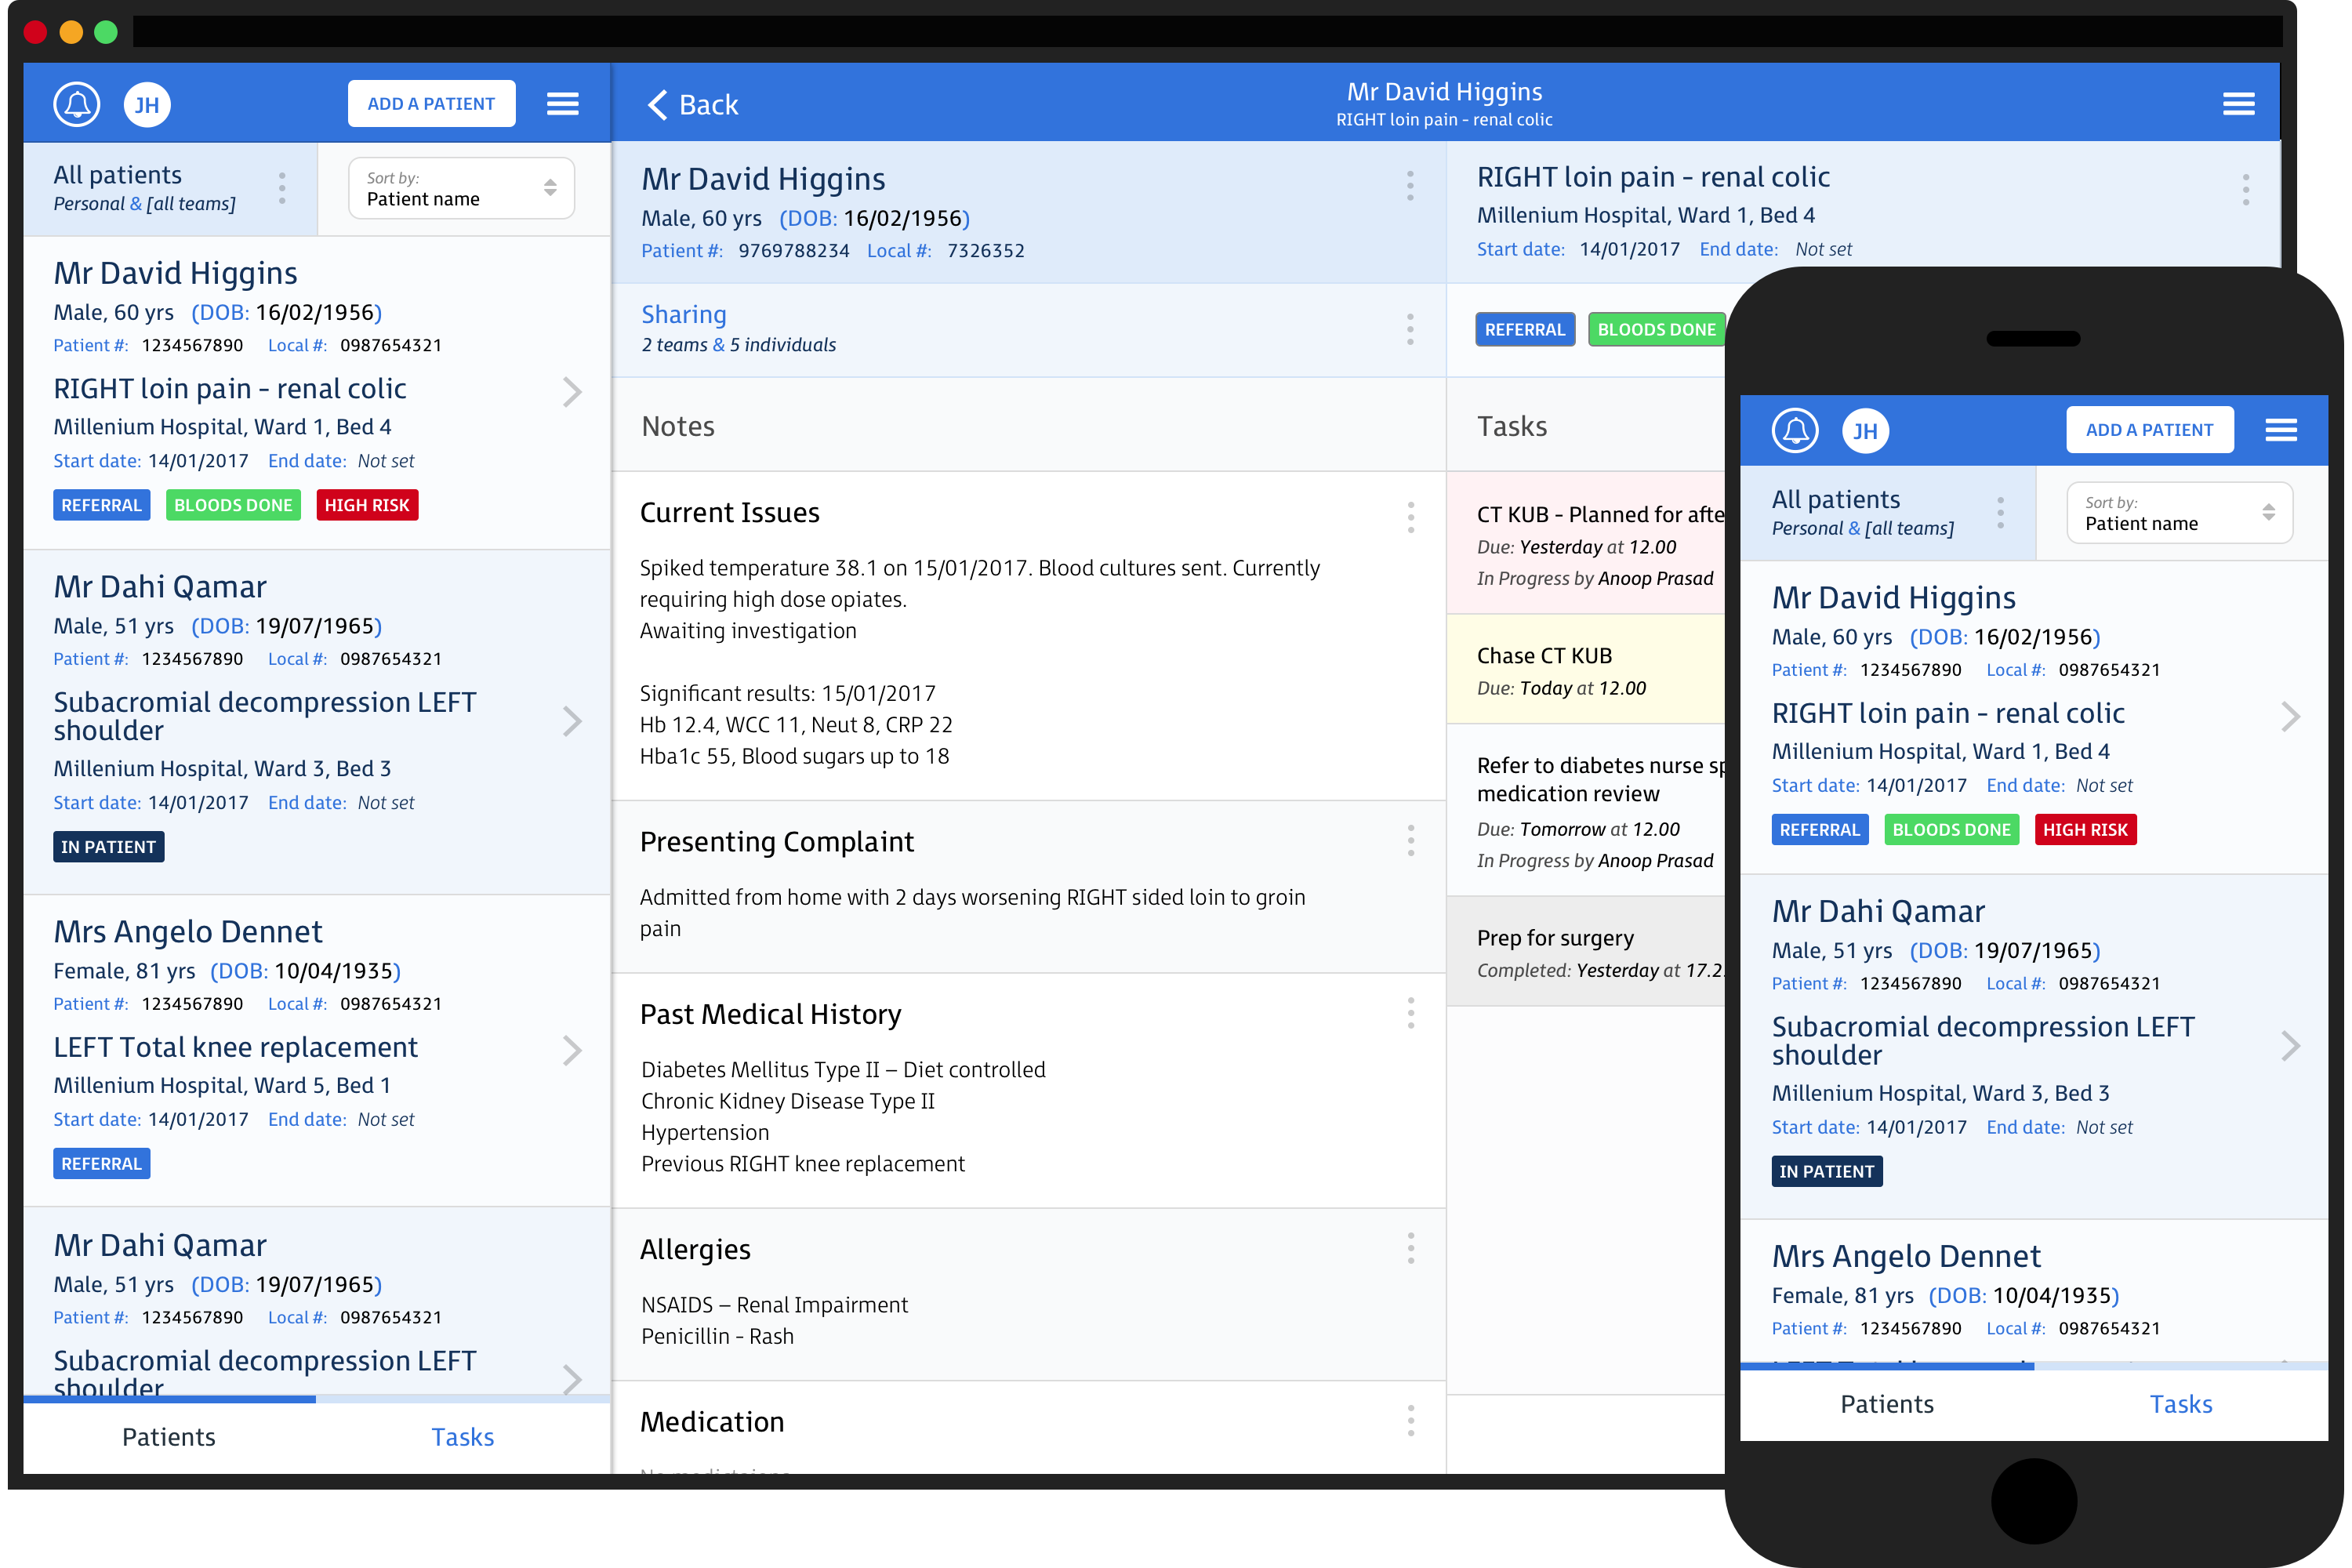 JH
ADD A PATIENT
All patients
Personal & [all teams]
Sort by:
Patient name
Mr David Higgins
Male, 60 yrs (DOB: 16/02/1956)
Patient #: 1234567890 Local #: 0987654321
RIGHT loin pain - renal colic
Millenium Hospital, Ward 1, Bed 4
Start date: 14/01/2017 End date: Not set
REFERRAL BLOODS DONE HIGH RISK
Mr Dahi Qamar
Male, 51 yrs (DOB: 19/07/1965)
Patient #: 1234567890 Local #: 0987654321
Subacromial decompression LEFT
shoulder
Millenium Hospital, Ward 3, Bed 3
Start date: 14/01/2017 End date: Not set
IN PATIENT
Mrs Angelo Dennet
Female, 81 yrs (DOB: 10/04/1935)
Patient #: 1234567890 Local #: 0987654321
LEFT Total knee replacement
Millenium Hospital, Ward 5, Bed 1
Start date: 14/01/2017 End date: Not set
REFERRAL
Mr Dahi Qamar
Male, 51 yrs (DOB: 19/07/1965)
Patient #: 1234567890 Local #: 0987654321
Subacromial decompression LEFT
shoulder
Patients Tasks
Back
Mr David Higgins
RIGHT loin pain - renal colic
Mr David Higgins
Male, 60 yrs (DOB: 16/02/1956)
Patient #: 9769788234 Local #: 7326352
Sharing
2 teams & 5 individuals
Notes
Current Issues
Spiked temperature 38.1 on 15/01/2017. Blood cultures sent. Currently
requiring high dose opiates.
Awaiting investigation
Significant results: 15/01/2017
Hb 12.4, WCC 11, Neut 8, CRP 22
Hba1c 55, Blood sugars up to 18
Presenting Complaint
Admitted from home with 2 days worsening RIGHT sided loin to groin
pain
Past Medical History
Diabetes Mellitus Type II – Diet controlled
Chronic Kidney Disease Type II
Hypertension
Previous RIGHT knee replacement
Allergies
NSAIDS – Renal Impairment
Penicillin - Rash
Medication
RIGHT loin pain - renal colic
Millenium Hospital, Ward 1, Bed 4
Start date: 14/01/2017 End date: Not set
REFERRAL BLOODS DONE
Tasks
CT KUB - Planned for afte
Due: Yesterday at 12.00
In Progress by Anoop Prasad
Chase CT KUB
Due: Today at 12.00
Refer to diabetes nurse sp
medication review
Due: Tomorrow at 12.00
In Progress by Anoop Prasad
Prep for surgery
Completed: Yesterday at 17.2
JH
ADD A PATIENT
All patients
Personal & [all teams]
Sort by:
Patient name
Mr David Higgins
Male, 60 yrs (DOB: 16/02/1956)
Patient #: 1234567890 Local #: 0987654321
RIGHT loin pain - renal colic
Millenium Hospital, Ward 1, Bed 4
Start date: 14/01/2017 End date: Not set
REFERRAL BLOODS DONE HIGH RISK
Mr Dahi Qamar
Male, 51 yrs (DOB: 19/07/1965)
Patient #: 1234567890 Local #: 0987654321
Subacromial decompression LEFT
shoulder
Millenium Hospital, Ward 3, Bed 3
Start date: 14/01/2017 End date: Not set
IN PATIENT
Mrs Angelo Dennet
Female, 81 yrs (DOB: 10/04/1935)
Patient #: 1234567890 Local #: 0987654321
Patients Tasks